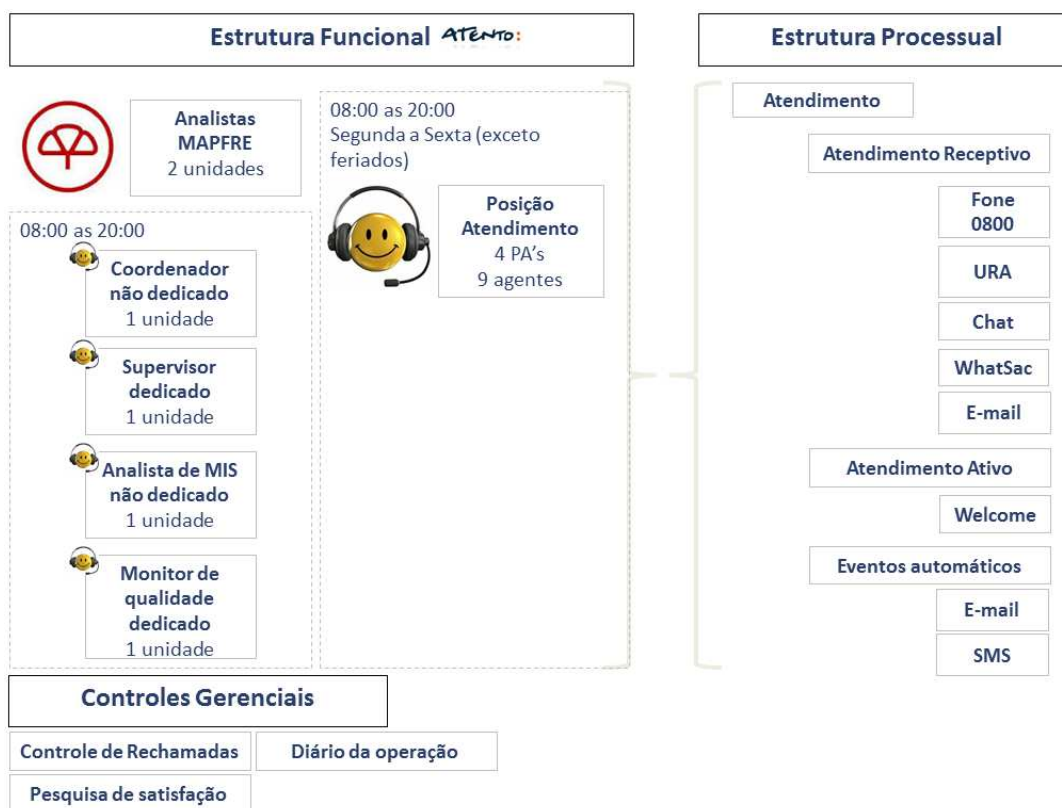 Estrutura Funcional ATENTO:
Estrutura Processual
Analistas
MAPFRE
2 unidades
08:00 as 20:00
Coordenador
não dedicado
1 unidade
Supervisor
dedicado
1 unidade
Analista de MIS
não dedicado
1 unidade
Monitor de
qualidade
dedicado
1 unidade
08:00 as 20:00
Segunda a Sexta (exceto
feriados)
Posição
Atendimento
4 PA’s
9 agentes
Atendimento
Atendimento Receptivo
Fone
0800
URA
Chat
WhatSac
E-mail
Atendimento Ativo
Welcome
Eventos automáticos
E-mail
SMS
Controles Gerenciais
Controle de Rechamadas
Diário da operação
Pesquisa de satisfação